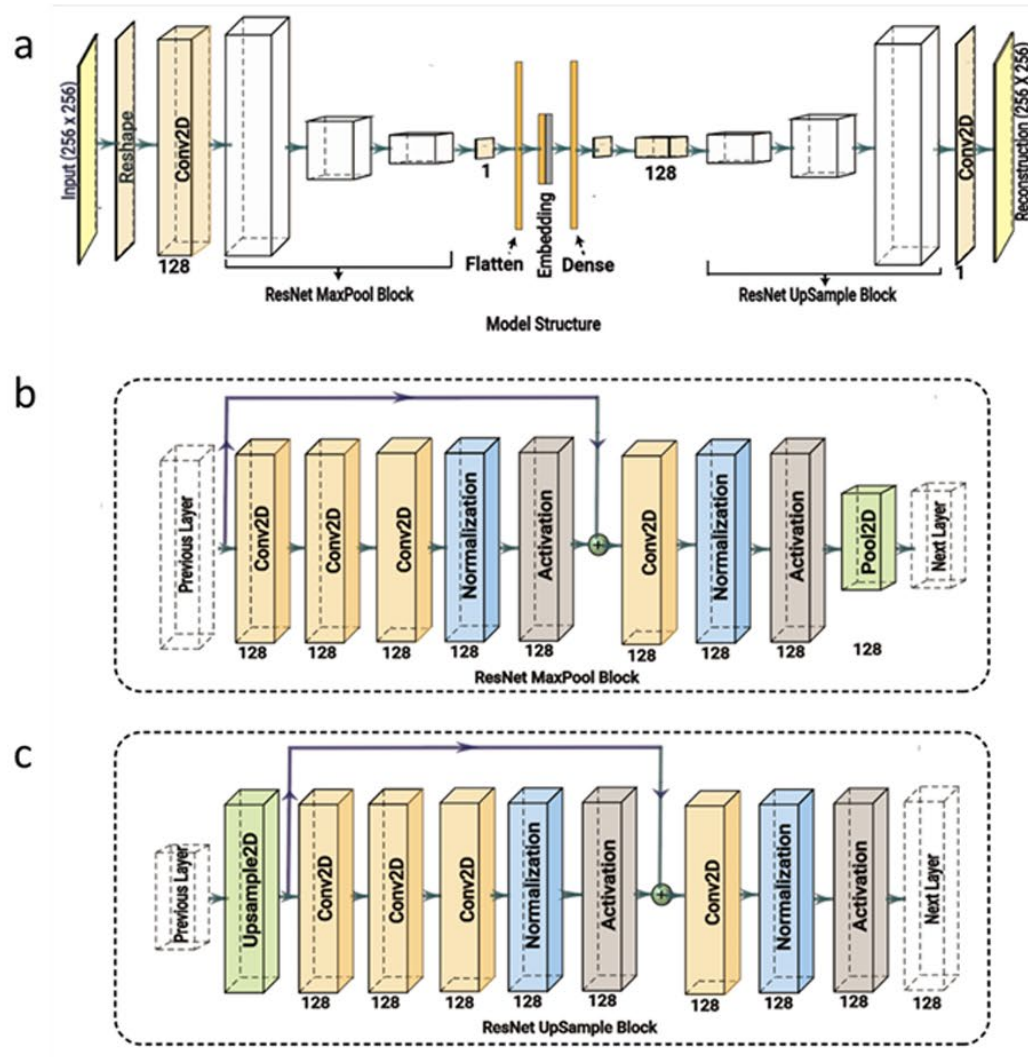 a
Input (256 x 256)
Reshape
Conv2D
128
1
Flatten
Embedding
Dense
128
Conv2D
1
Reconstruction (256 X 256)
ResNet MaxPool Block
ResNet UpSample Block
Model Structure
b
Previous Layer
Conv2D
Conv2D
Conv2D
Normalization
Activation
Conv2D
Normalization
Activation
Pool2D
Next Layer
128
128
128
128
128
128
128
128
128
ResNet MaxPool Block
c
Previous Layer
Upsample2D
Conv2D
Conv2D
Conv2D
Normalization
Activation
Conv2D
Normalization
Activation
Next Layer
128
128
128
128
128
128
128
128
128
ResNet UpSample Block